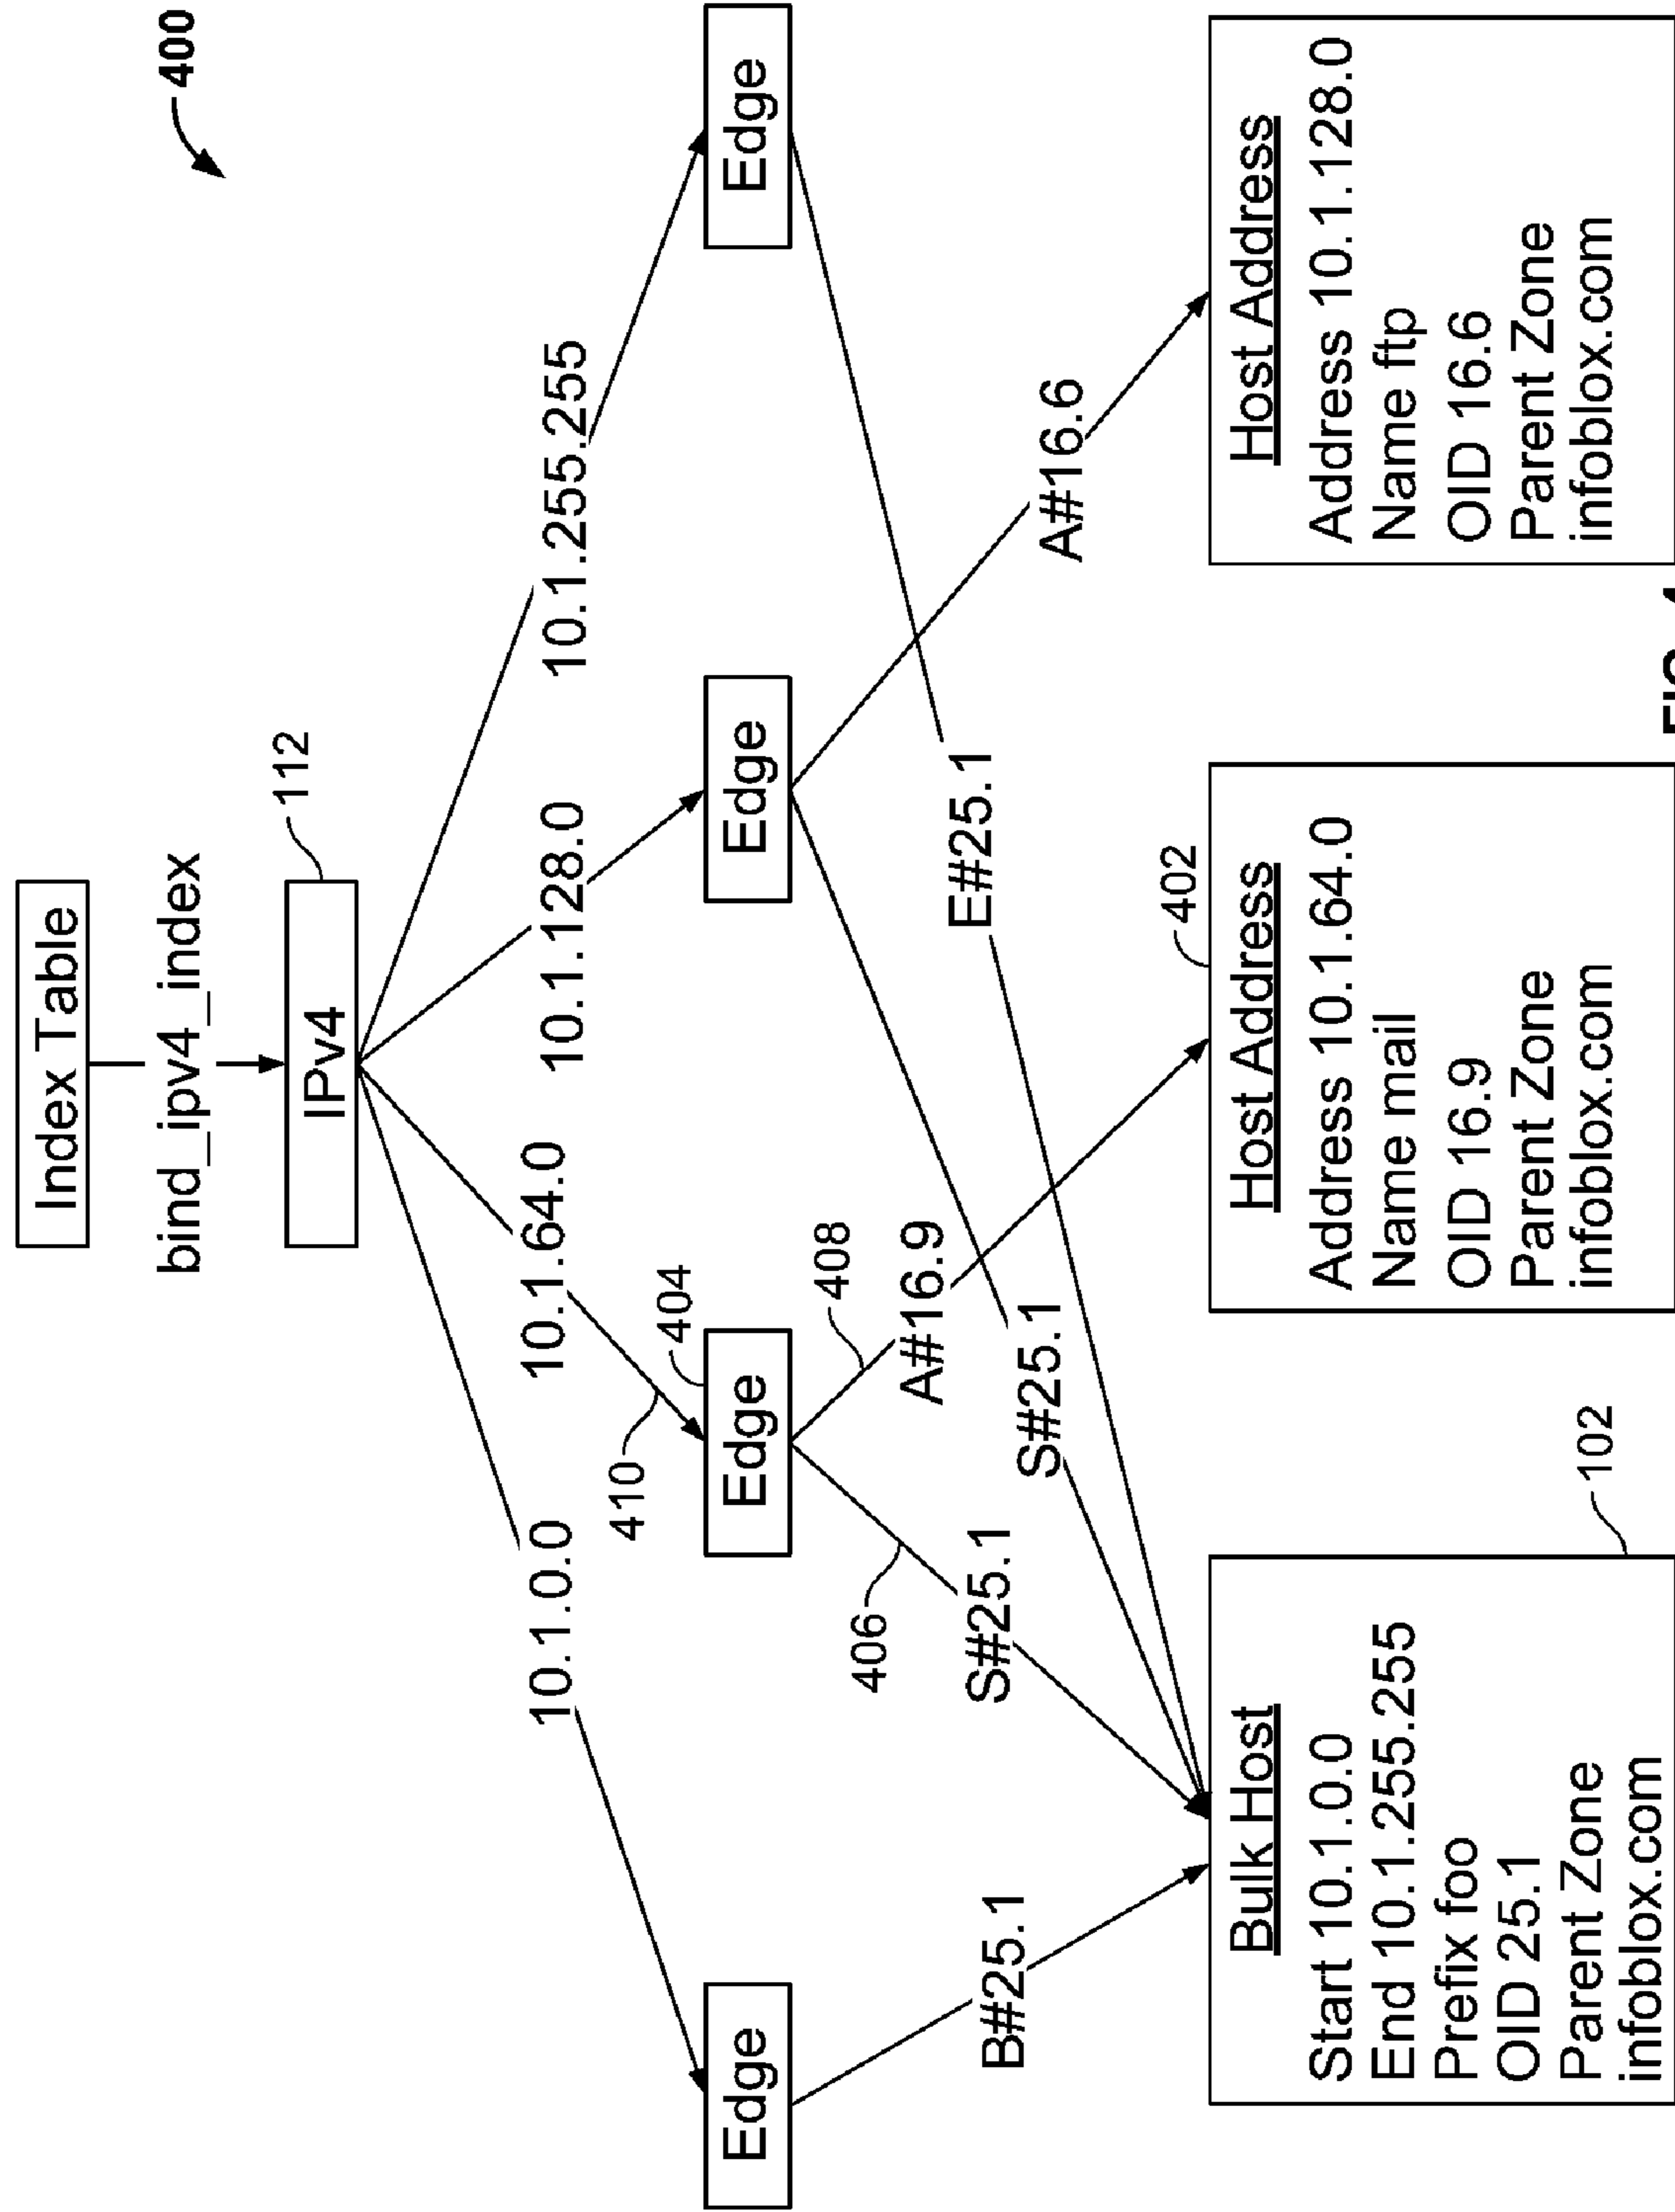 400
Index Table
bind_ipv4_index
IPv4
112
10.1.0.0
10.1.64.0
10.1.128.0
10.1.255.255
410
404
Edge
Edge
Edge
Edge
406
408
B#25.1
S#25.1
A#16.9
S#25.1
E#25.1
A#16.6
402
102
Bulk Host
Start 10.1.0.0
End 10.1.255.255
Prefix foo
OID 25.1
Parent Zone
infoblox.com
Host Address
Address 10.1.64.0
Name mail
OID 16.9
Parent Zone
infoblox.com
Host Address
Address 10.1.128.0
Name ftp
OID 16.6
Parent Zone
infoblox.com